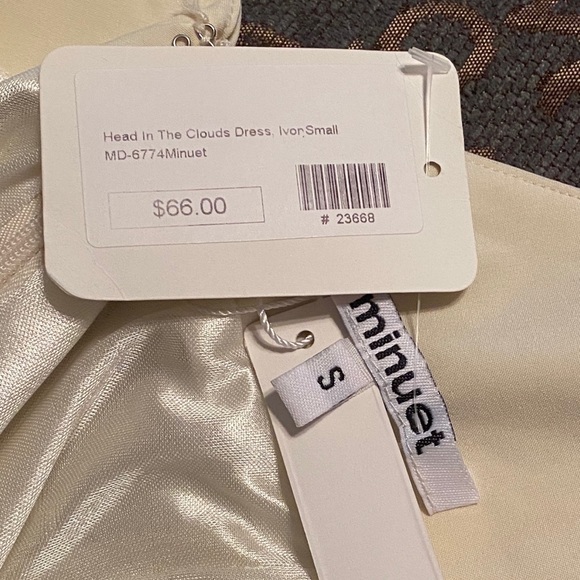 Head In The Clouds Dress, Ivor,Small
MD-6774Minuet
$66.00
# 23668
S
minuet